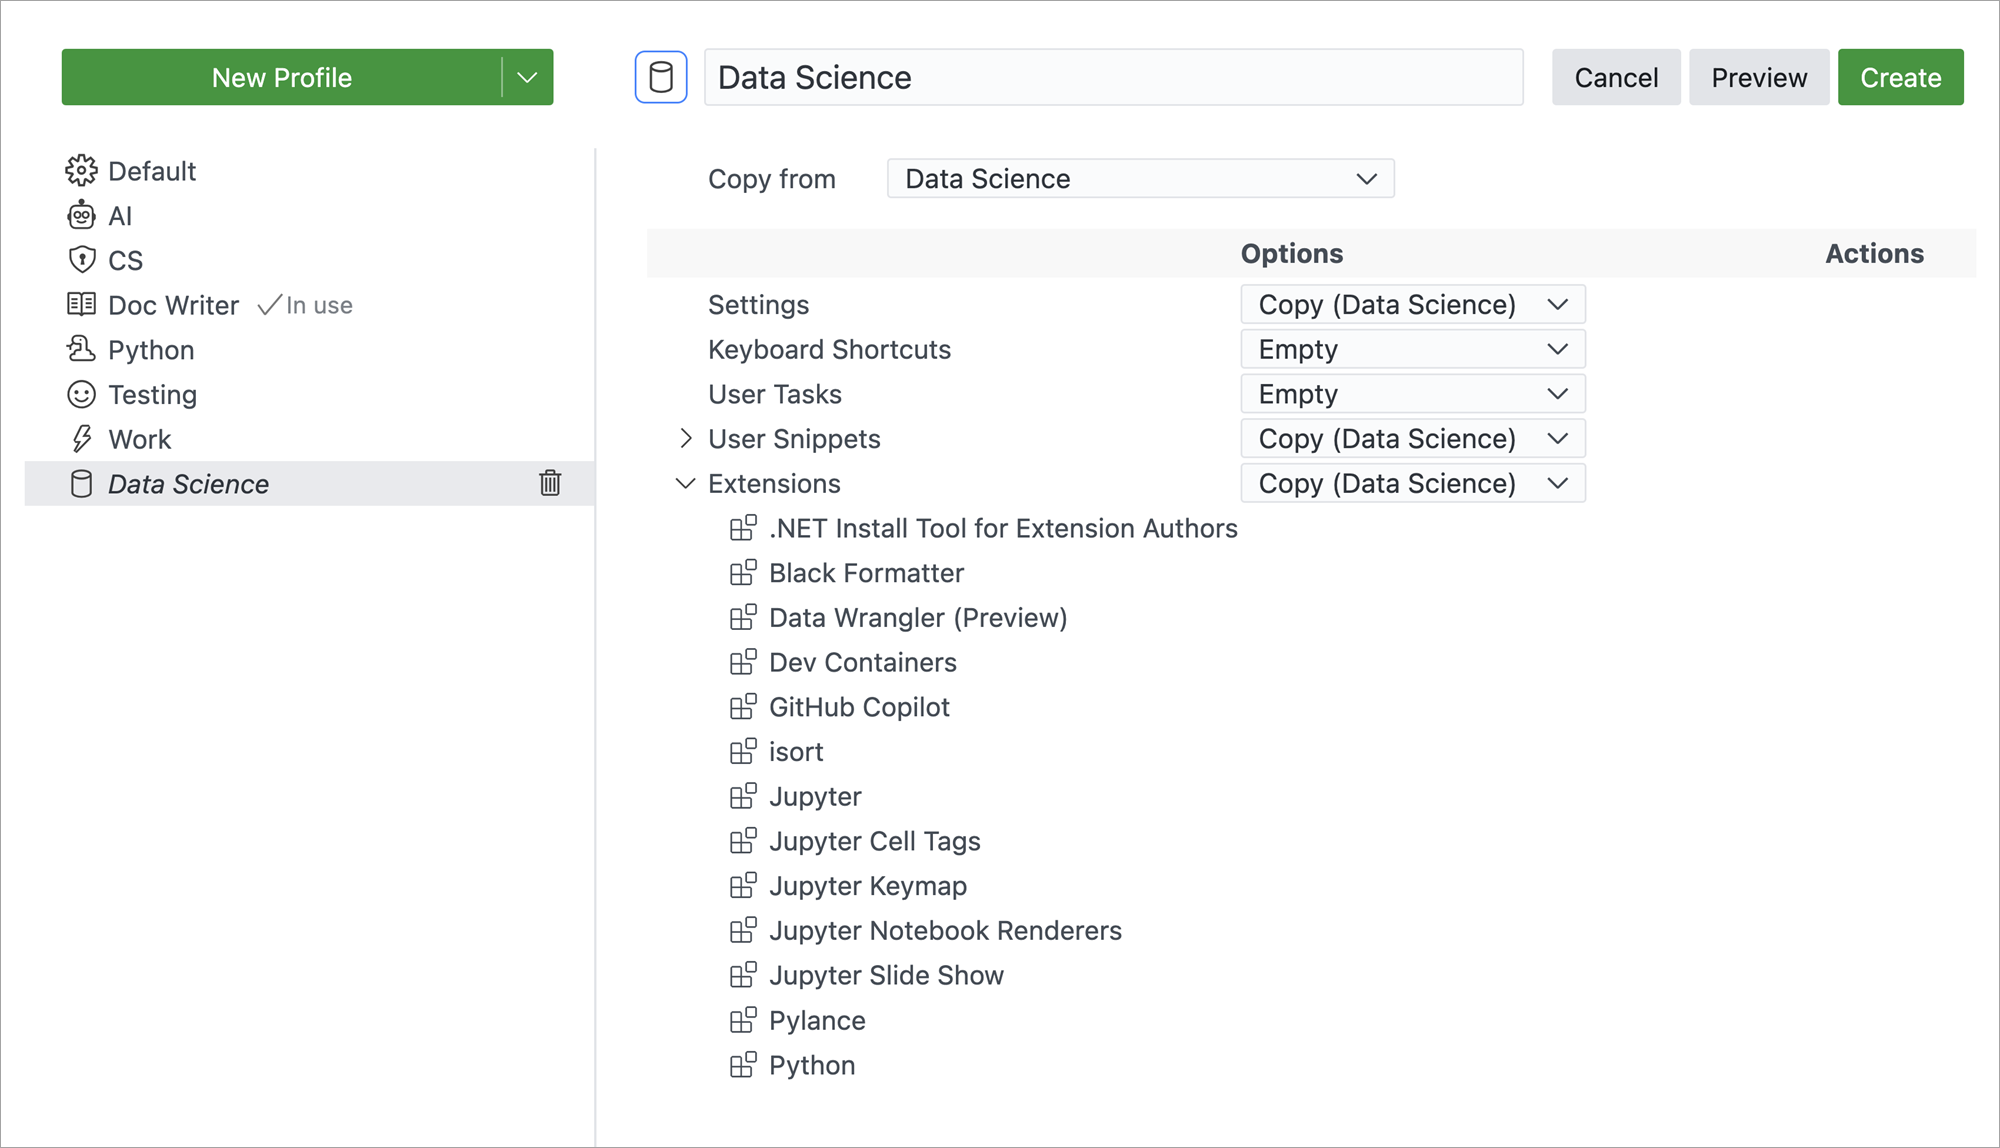 New Profile
Data Science
Cancel
Preview
Create
Default
AI
CS
Doc Writer In use
Python
Testing
Work
Data Science
Copy from Data Science
Options Actions
Settings Copy (Data Science)
Keyboard Shortcuts Empty
User Tasks Empty
User Snippets Copy (Data Science)
Extensions Copy (Data Science)
.NET Install Tool for Extension Authors
Black Formatter
Data Wrangler (Preview)
Dev Containers
GitHub Copilot
isort
Jupyter
Jupyter Cell Tags
Jupyter Keymap
Jupyter Notebook Renderers
Jupyter Slide Show
Pylance
Python